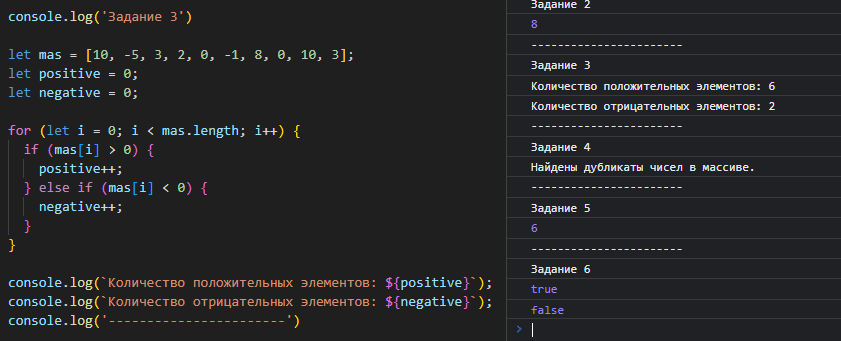 console.log('Задание 3')
let mas = [10, -5, 3, 2, 0, -1, 8, 0, 10, 3];
let positive = 0;
let negative = 0;
for (let i = 0; i < mas.length; i++) {
if (mas[i] > 0) {
positive++;
} else if (mas[i] < 0) {
negative++;
}
}
console.log(`Количество положительных элементов: ${positive}`);
console.log(`Количество отрицательных элементов: ${negative}`);
console.log('-----------------------')
Задание 2
8
-----------------------
Задание 3
Количество положительных элементов: 6
Количество отрицательных элементов: 2
-----------------------
Задание 4
Найдены дубликаты чисел в массиве.
-----------------------
Задание 5
6
-----------------------
Задание 6
true
false
>